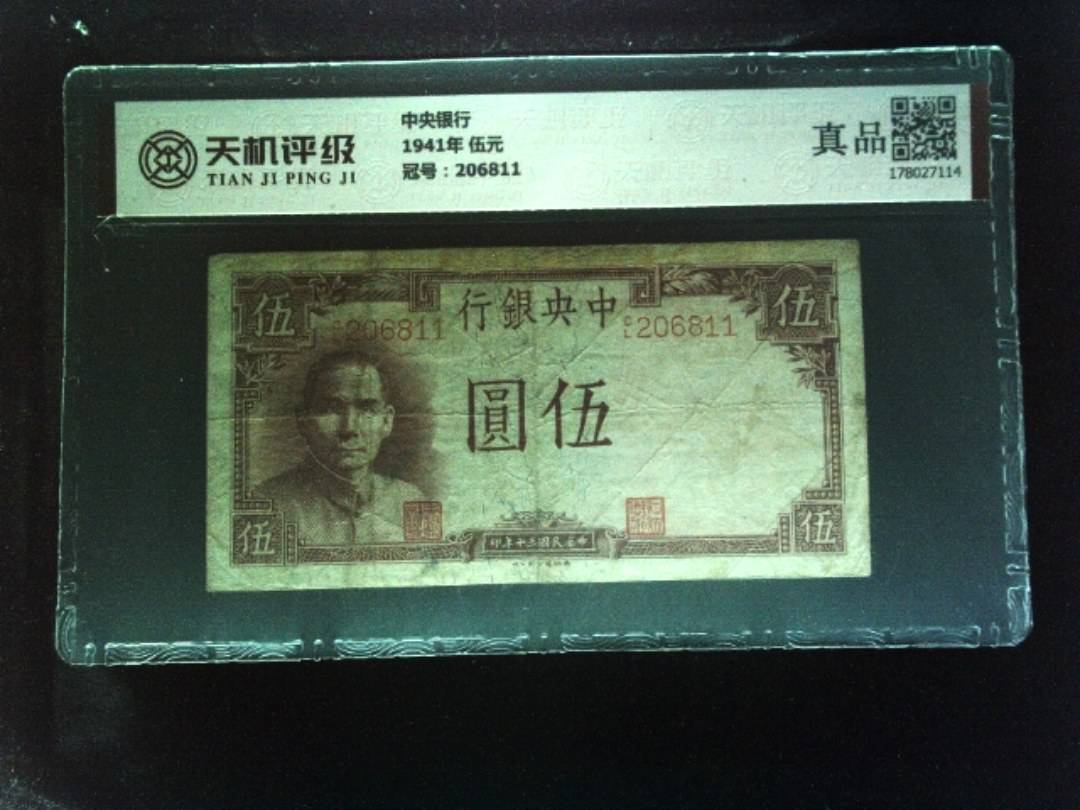 天机评级
TIAN JI PING JI
中央银行
1941年 伍元
冠号：206811
真品
178027114
伍
行銀央中
伍
206811
206811
圓伍
伍
印年十三國民華中
伍